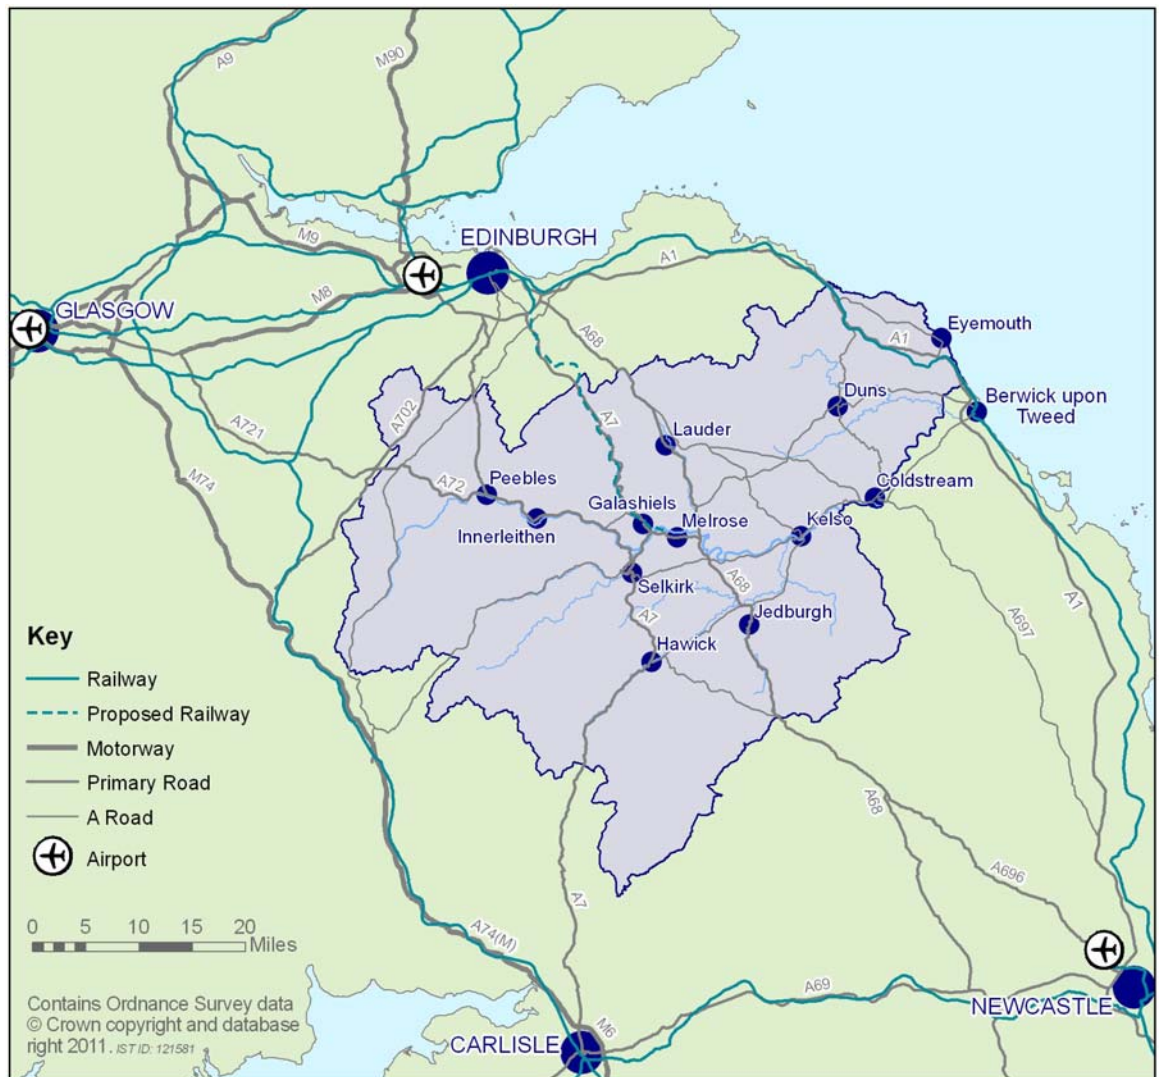 A9
M90
EDINBURGH
M9
A1
M8
GLASGOW
A68
Eyemouth
A1
Berwick upon
Tweed
Duns
A702
A7
A721
Lauder
M74
A72
Peebles
Coldstream
Galashiels
Melrose
Kelso
Innerleithen
A68
Selkirk
A7
Jedburgh
A697
A1
Hawick
Key
Railway
Proposed Railway
Motorway
Primary Road
A Road
Airport
A68
A696
A7
0 5 10 15 20
Miles
A74(M)
A69
Contains Ordnance Survey data
© Crown copyright and database
right 2011. IST ID: 121581
NEWCASTLE
M6
CARLISLE